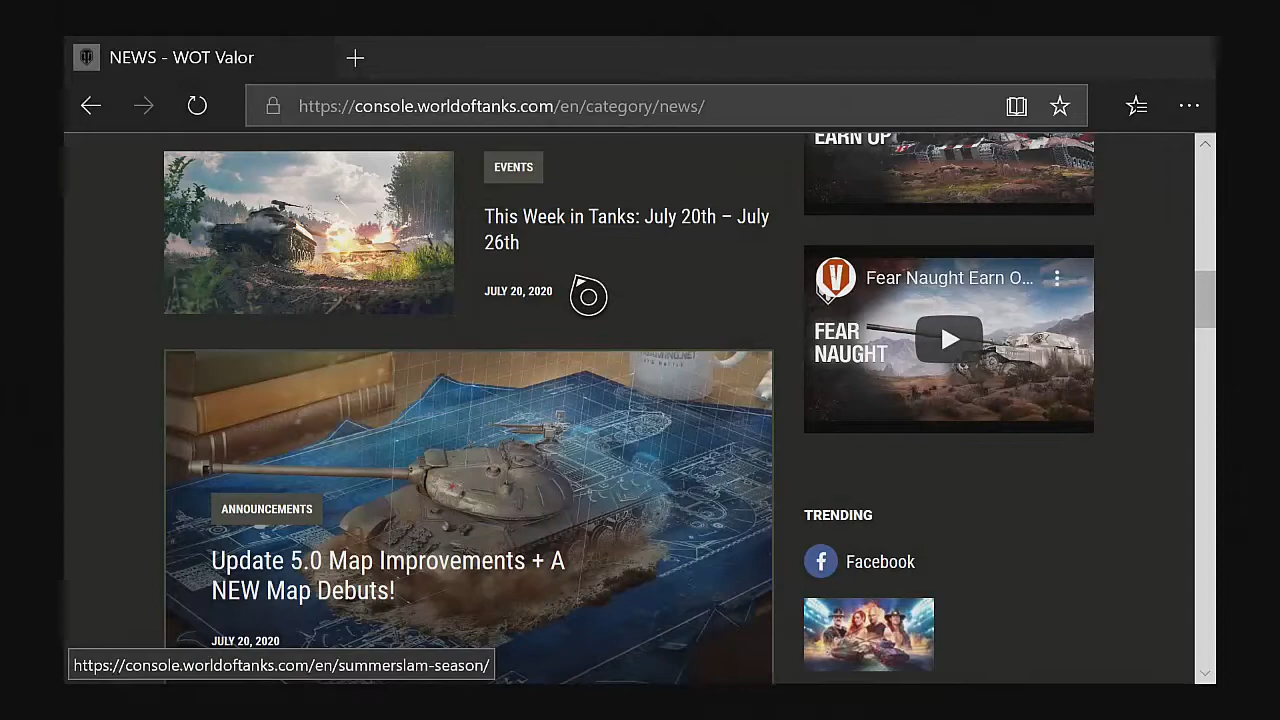 NEWS - WOT Valor
https://console.worldoftanks.com/en/category/news/
EVENTS
This Week in Tanks: July 20th – July
26th
JULY 20, 2020
ANNOUNCEMENTS
Update 5.0 Map Improvements + A
NEW Map Debuts!
JULY 20, 2020
EARN UP
Fear Naught Earn O...
FEAR
NAUGHT
TRENDING
Facebook
https://console.worldoftanks.com/en/summerslam-season/